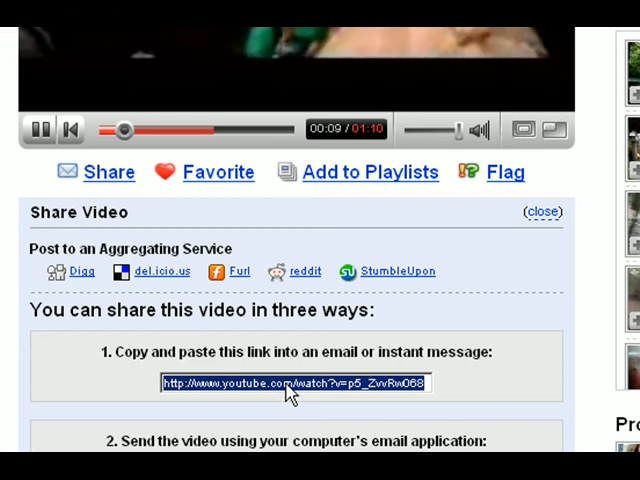 00:09 / 01:10
Share Favorite Add to Playlists Flag
Share Video (close)
Post to an Aggregating Service
Digg del.icio.us Furl reddit StumbleUpon
You can share this video in three ways:
1. Copy and paste this link into an email or instant message:
http://www.youtube.com/watch?v=p5_ZvvRw068
2. Send the video using your computer's email application:
Pro